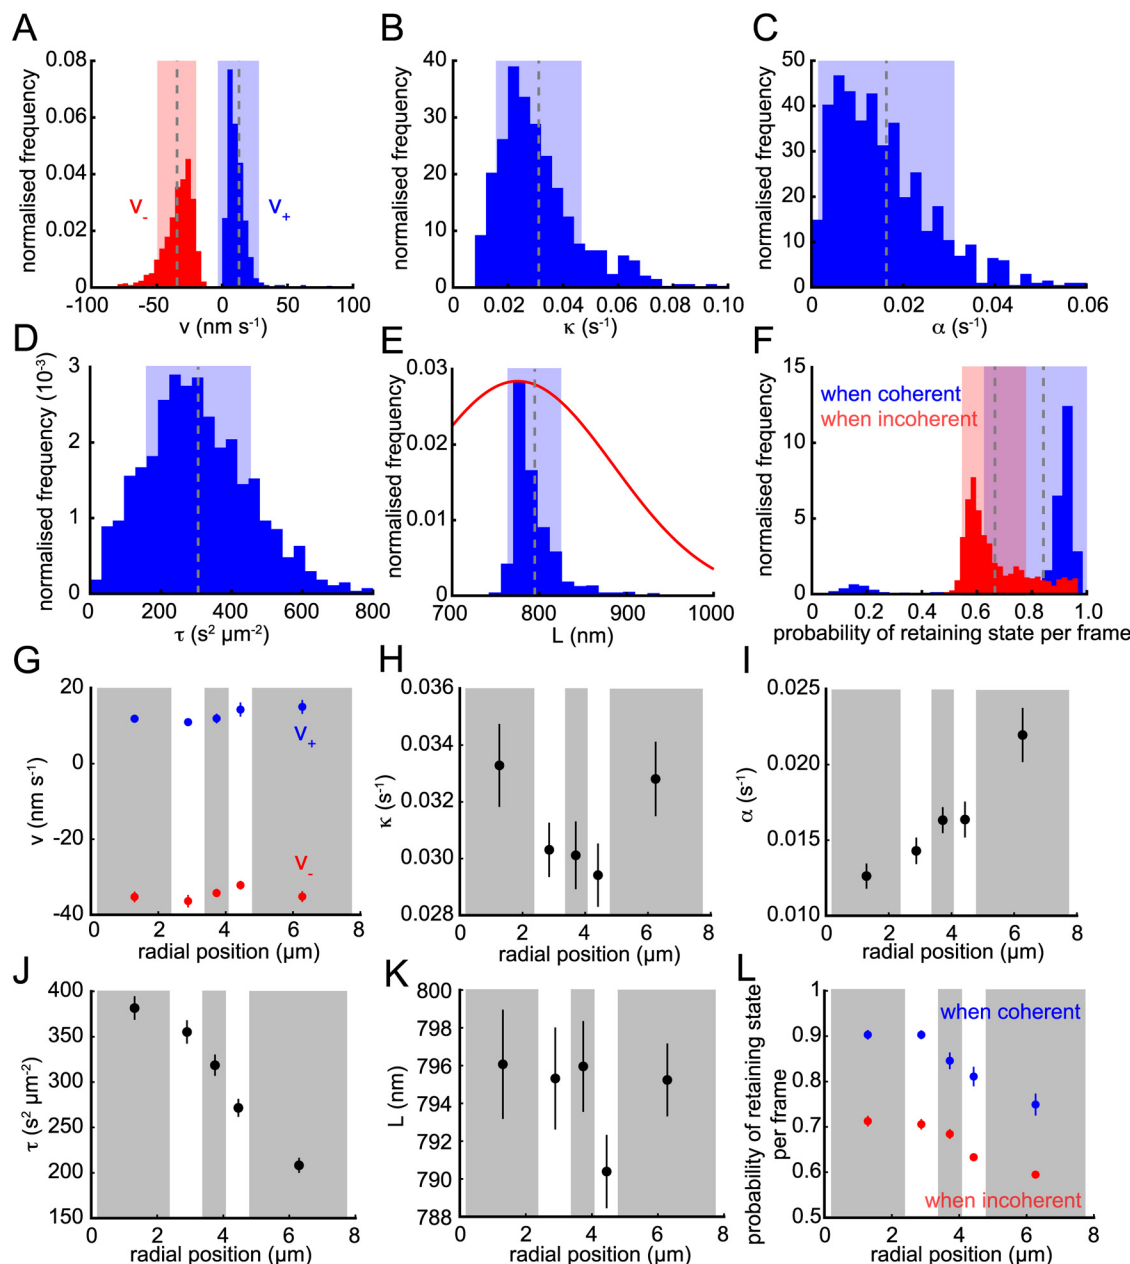 A
normalised frequency
0.08
0.06
0.04
0.02
0
V-
V+
-100
-50
0
50
100
v (nm s-1)
B
normalised frequency
40
30
20
10
0
0
0.02
0.04
0.06
0.08
0.10
κ (s-1)
C
normalised frequency
50
40
30
20
10
0
0
0.02
0.04
0.06
α (s-1)
D
normalised frequency (10-3)
3
2
1
0
0
200
400
600
800
τ (s2 μm-2)
E
normalised frequency
0.03
0.02
0.01
0.00
700
800
900
1000
L (nm)
F
normalised frequency
15
10
5
0
when coherent
when incoherent
0
0.2
0.4
0.6
0.8
1.0
probability of retaining state per frame
G
v (nm s-1)
20
0
-20
-40
V+
V-
0
2
4
6
8
radial position (μm)
H
κ (s-1)
0.036
0.034
0.032
0.030
0.028
0
2
4
6
8
radial position (μm)
I
α (s-1)
0.025
0.020
0.015
0.010
0
2
4
6
8
radial position (μm)
J
τ (s2 μm-2)
400
350
300
250
200
150
0
2
4
6
8
radial position (μm)
K
L (nm)
800
798
796
794
792
790
788
0
2
4
6
8
radial position (μm)
L
probability of retaining state
per frame
1
0.9
0.8
0.7
0.6
0.5
when coherent
when incoherent
0
2
4
6
8
radial position (μm)